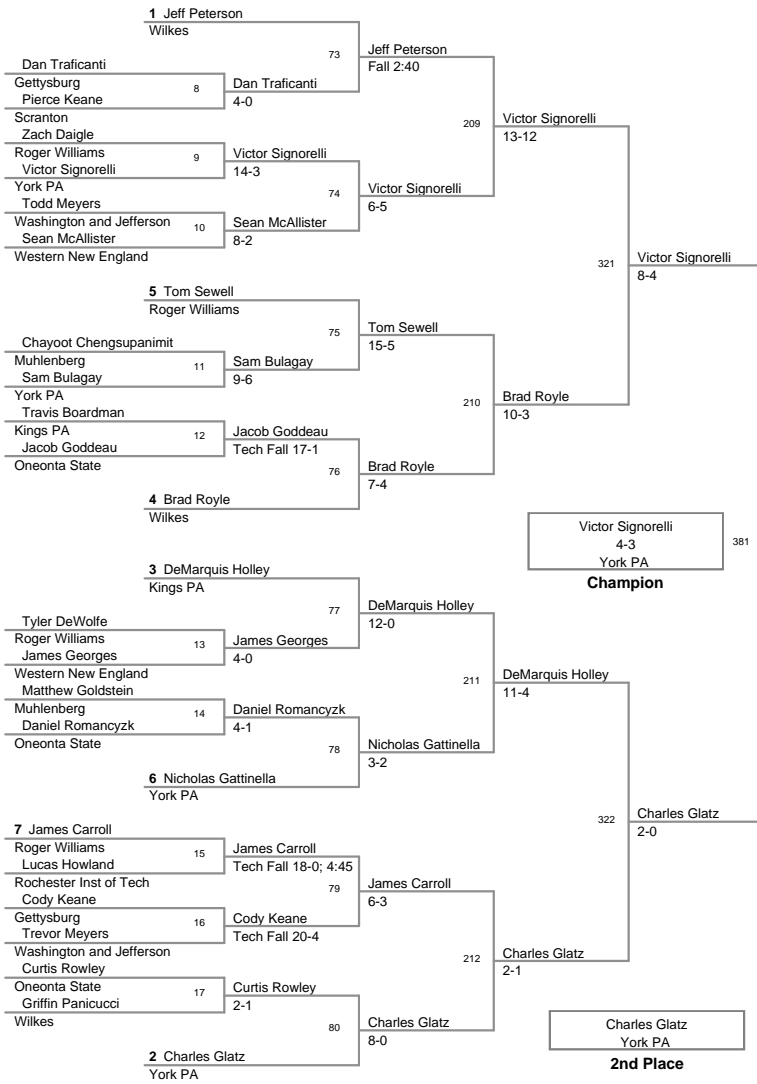 1 Jeff Peterson
Wilkes
73
Jeff Peterson
Fall 2:40
Dan Traficanti
Gettysburg
8
Dan Traficanti
Pierce Keane
4-0
Scranton
209
Victor Signorelli
13-12
Zach Daigle
Roger Williams
9
Victor Signorelli
Victor Signorelli
14-3
York PA
74
Victor Signorelli
6-5
Todd Meyers
Washington and Jefferson
10
Sean McAllister
Sean McAllister
8-2
Western New England
321
Victor Signorelli
8-4
5 Tom Sewell
Roger Williams
75
Tom Sewell
15-5
Chayoot Chengsupanimit
Muhlenberg
11
Sam Bulagay
Sam Bulagay
9-6
York PA
210
Brad Royle
10-3
Travis Boardman
Kings PA
12
Jacob Goddeau
Jacob Goddeau
Tech Fall 17-1
Oneonta State
76
Brad Royle
7-4
4 Brad Royle
Wilkes
Victor Signorelli
4-3
York PA
381
Champion
3 DeMarquis Holley
Kings PA
77
DeMarquis Holley
12-0
Tyler DeWolfe
Roger Williams
13
James Georges
James Georges
4-0
Western New England
211
DeMarquis Holley
11-4
Matthew Goldstein
Muhlenberg
14
Daniel Romancyzk
Daniel Romancyzk
4-1
Oneonta State
78
Nicholas Gattinella
3-2
6 Nicholas Gattinella
York PA
322
Charles Glatz
2-0
7 James Carroll
Roger Williams
15
James Carroll
Lucas Howland
Tech Fall 18-0; 4:45
Rochester Inst of Tech
79
James Carroll
6-3
Cody Keane
Gettysburg
16
Cody Keane
Trevor Meyers
Tech Fall 20-4
Washington and Jefferson
212
Charles Glatz
2-1
Curtis Rowley
Oneonta State
17
Curtis Rowley
Griffin Panicucci
2-1
Wilkes
80
Charles Glatz
8-0
2 Charles Glatz
York PA
Charles Glatz
York PA
2nd Place